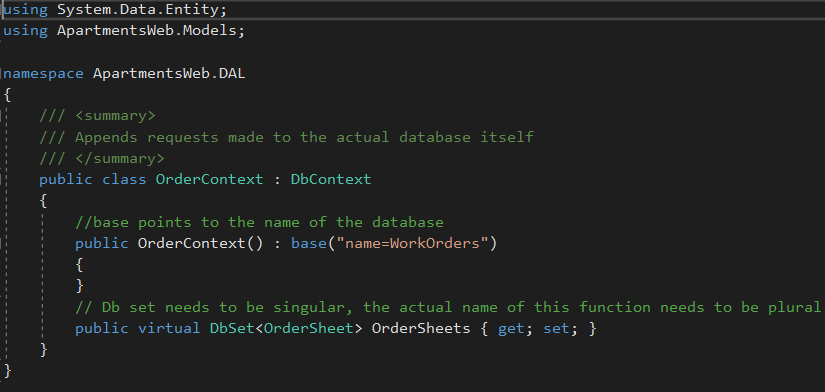 using System.Data.Entity;
using ApartmentsWeb.Models;
namespace ApartmentsWeb.DAL
{
/// <summary>
/// Appends requests made to the actual database itself
/// </summary>
public class OrderContext : DbContext
{
//base points to the name of the database
public OrderContext() : base("name=WorkOrders")
{
}
// Db set needs to be singular, the actual name of this function needs to be plural
public virtual DbSet<OrderSheet> OrderSheets { get; set; }
}
}